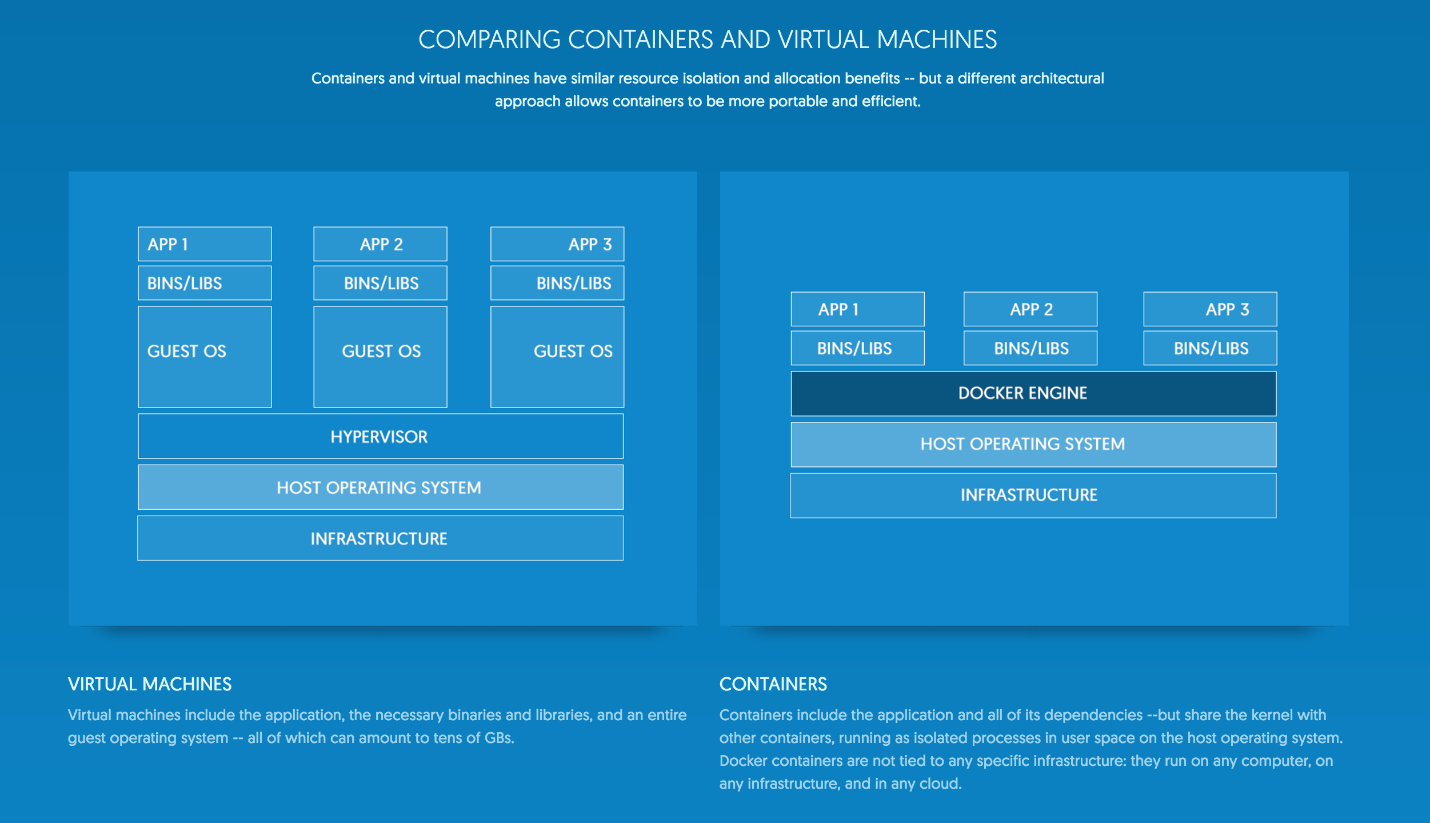 COMPARING CONTAINERS AND VIRTUAL MACHINES
Containers and virtual machines have similar resource isolation and allocation benefits -- but a different architectural
approach allows containers to be more portable and efficient.
APP 1
APP 2
APP 3
BINS/LIBS
BINS/LIBS
BINS/LIBS
GUEST OS
GUEST OS
GUEST OS
HYPERVISOR
HOST OPERATING SYSTEM
INFRASTRUCTURE
APP 1
APP 2
APP 3
BINS/LIBS
BINS/LIBS
BINS/LIBS
DOCKER ENGINE
HOST OPERATING SYSTEM
INFRASTRUCTURE
VIRTUAL MACHINES
Virtual machines include the application, the necessary binaries and libraries, and an entire
guest operating system -- all of which can amount to tens of GBs.
CONTAINERS
Containers include the application and all of its dependencies --but share the kernel with
other containers, running as isolated processes in user space on the host operating system.
Docker containers are not tied to any specific infrastructure: they run on any computer, on
any infrastructure, and in any cloud.